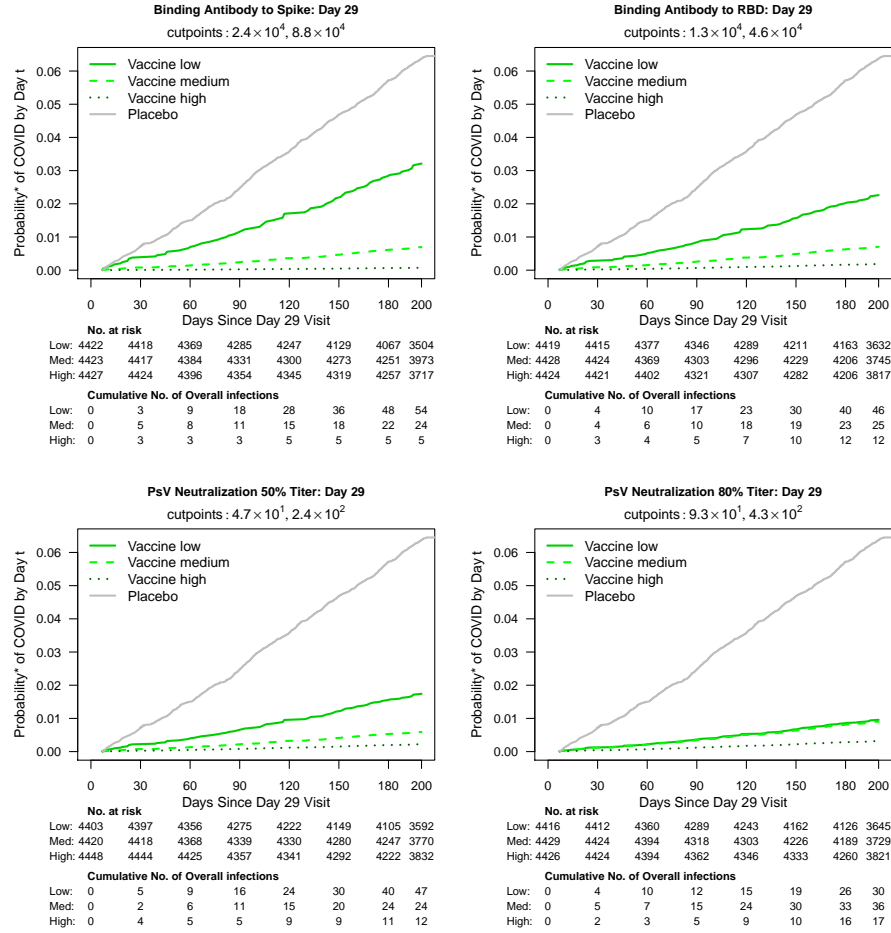 Binding Antibody to Spike: Day 29
cutpoints : 2.4 × 10⁴, 8.8 × 10⁴
Probability* of COVID by Day t
0.06
0.05
0.04
0.03
0.02
0.01
0.00
Vaccine low
Vaccine medium
Vaccine high
Placebo
0 30 60 90 120 150 180 200
Days Since Day 29 Visit
No. at risk
Low: 4422 4418 4369 4285 4247 4129 4067 3504
Med: 4423 4417 4384 4331 4300 4273 4251 3973
High: 4427 4424 4396 4354 4345 4319 4257 3717
Cumulative No. of Overall infections
Low: 0 3 9 18 28 36 48 54
Med: 0 5 8 11 15 18 22 24
High: 0 3 3 3 5 5 5 5
Binding Antibody to RBD: Day 29
cutpoints : 1.3 × 10⁴, 4.6 × 10⁴
Probability* of COVID by Day t
0.06
0.05
0.04
0.03
0.02
0.01
0.00
Vaccine low
Vaccine medium
Vaccine high
Placebo
0 30 60 90 120 150 180 200
Days Since Day 29 Visit
No. at risk
Low: 4419 4415 4377 4346 4289 4211 4163 3632
Med: 4428 4424 4369 4303 4296 4229 4206 3745
High: 4424 4421 4402 4321 4307 4282 4206 3817
Cumulative No. of Overall infections
Low: 0 4 10 17 23 30 40 46
Med: 0 4 6 10 18 19 23 25
High: 0 3 4 5 7 10 12 12
PsV Neutralization 50% Titer: Day 29
cutpoints : 4.7 × 10¹, 2.4 × 10²
Probability* of COVID by Day t
0.06
0.05
0.04
0.03
0.02
0.01
0.00
Vaccine low
Vaccine medium
Vaccine high
Placebo
0 30 60 90 120 150 180 200
Days Since Day 29 Visit
No. at risk
Low: 4403 4397 4356 4275 4222 4149 4105 3592
Med: 4420 4418 4368 4339 4330 4280 4247 3770
High: 4448 4444 4425 4357 4341 4292 4222 3832
Cumulative No. of Overall infections
Low: 0 5 9 16 24 30 40 47
Med: 0 2 6 11 15 20 24 24
High: 0 4 5 5 9 9 11 12
PsV Neutralization 80% Titer: Day 29
cutpoints : 9.3 × 10¹, 4.3 × 10²
Probability* of COVID by Day t
0.06
0.05
0.04
0.03
0.02
0.01
0.00
Vaccine low
Vaccine medium
Vaccine high
Placebo
0 30 60 90 120 150 180 200
Days Since Day 29 Visit
No. at risk
Low: 4416 4412 4360 4289 4243 4162 4126 3645
Med: 4429 4424 4394 4318 4303 4226 4189 3729
High: 4426 4424 4394 4362 4346 4333 4260 3821
Cumulative No. of Overall infections
Low: 0 4 10 12 15 19 26 30
Med: 0 5 7 15 24 30 33 36
High: 0 2 3 5 9 10 16 17